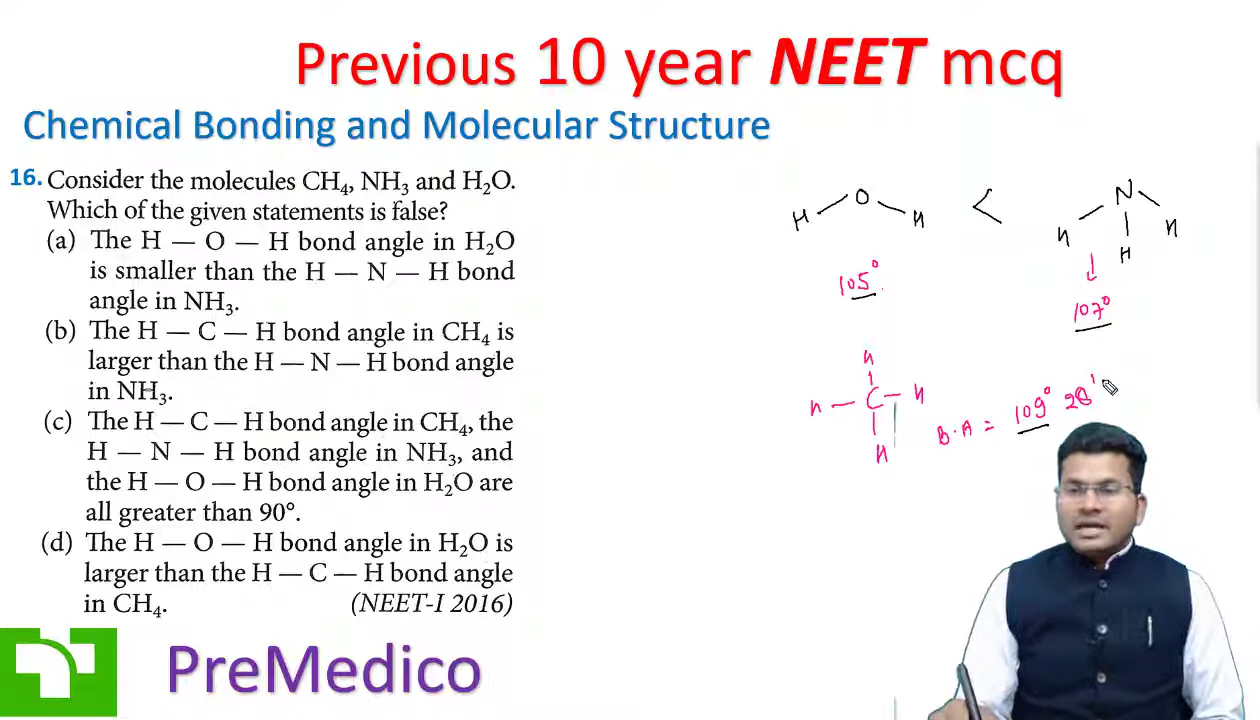 Previous 10 year NEET mcq
Chemical Bonding and Molecular Structure
16. Consider the molecules CH₄, NH₃ and H₂O.
Which of the given statements is false?
(a) The H — O — H bond angle in H₂O
is smaller than the H — N — H bond
angle in NH₃.
(b) The H — C — H bond angle in CH₄ is
larger than the H — N — H bond angle
in NH₃.
(c) The H — C — H bond angle in CH₄, the
H — N — H bond angle in NH₃, and
the H — O — H bond angle in H₂O are
all greater than 90°.
(d) The H — O — H bond angle in H₂O is
larger than the H — C — H bond angle
in CH₄. (NEET-I 2016)
PreMedico
O < N
H H H H
H
105°
107°
H
H C H
H
B.A = 109° 28'